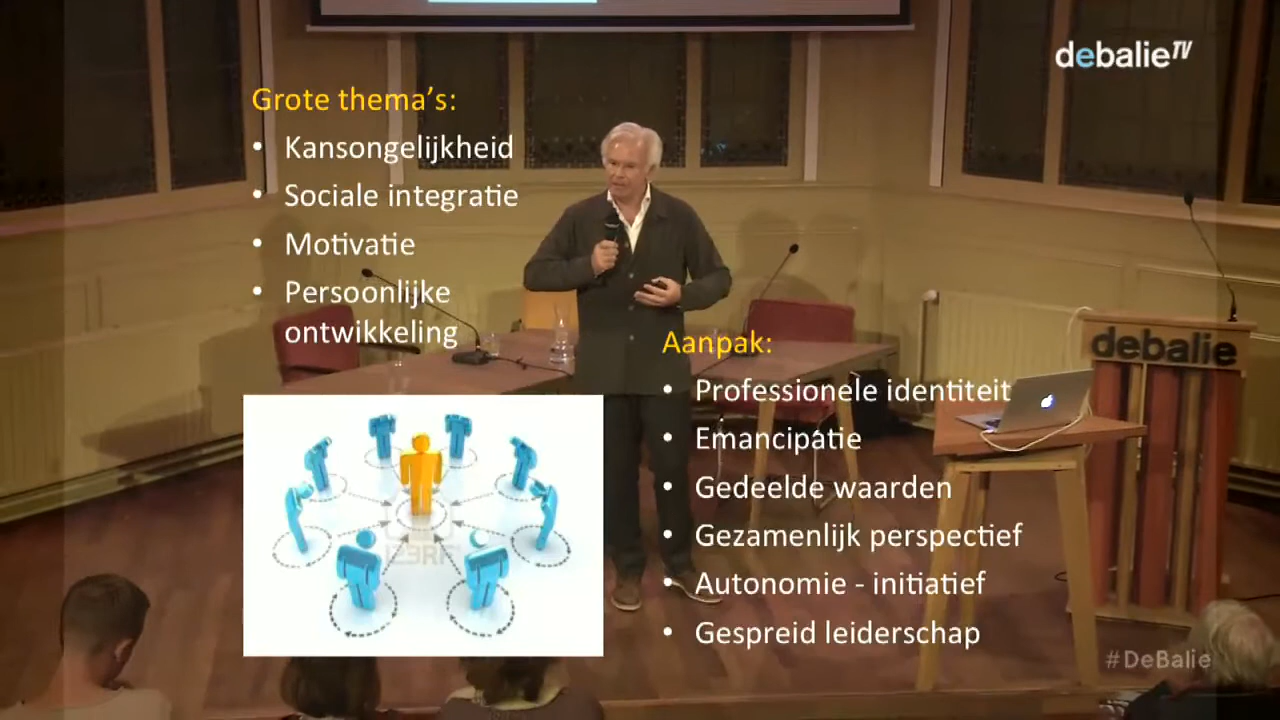 debalieTV
Grote thema's:
• Kansongelijkheid
• Sociale integratie
• Motivatie
• Persoonlijke
ontwikkeling
Aanpak:
• Professionele identiteit
• Emancipatie
• Gedeelde waarden
• Gezamenlijk perspectief
• Autonomie - initiatief
• Gespreid leiderschap
debalie
123RF
#DeBalie